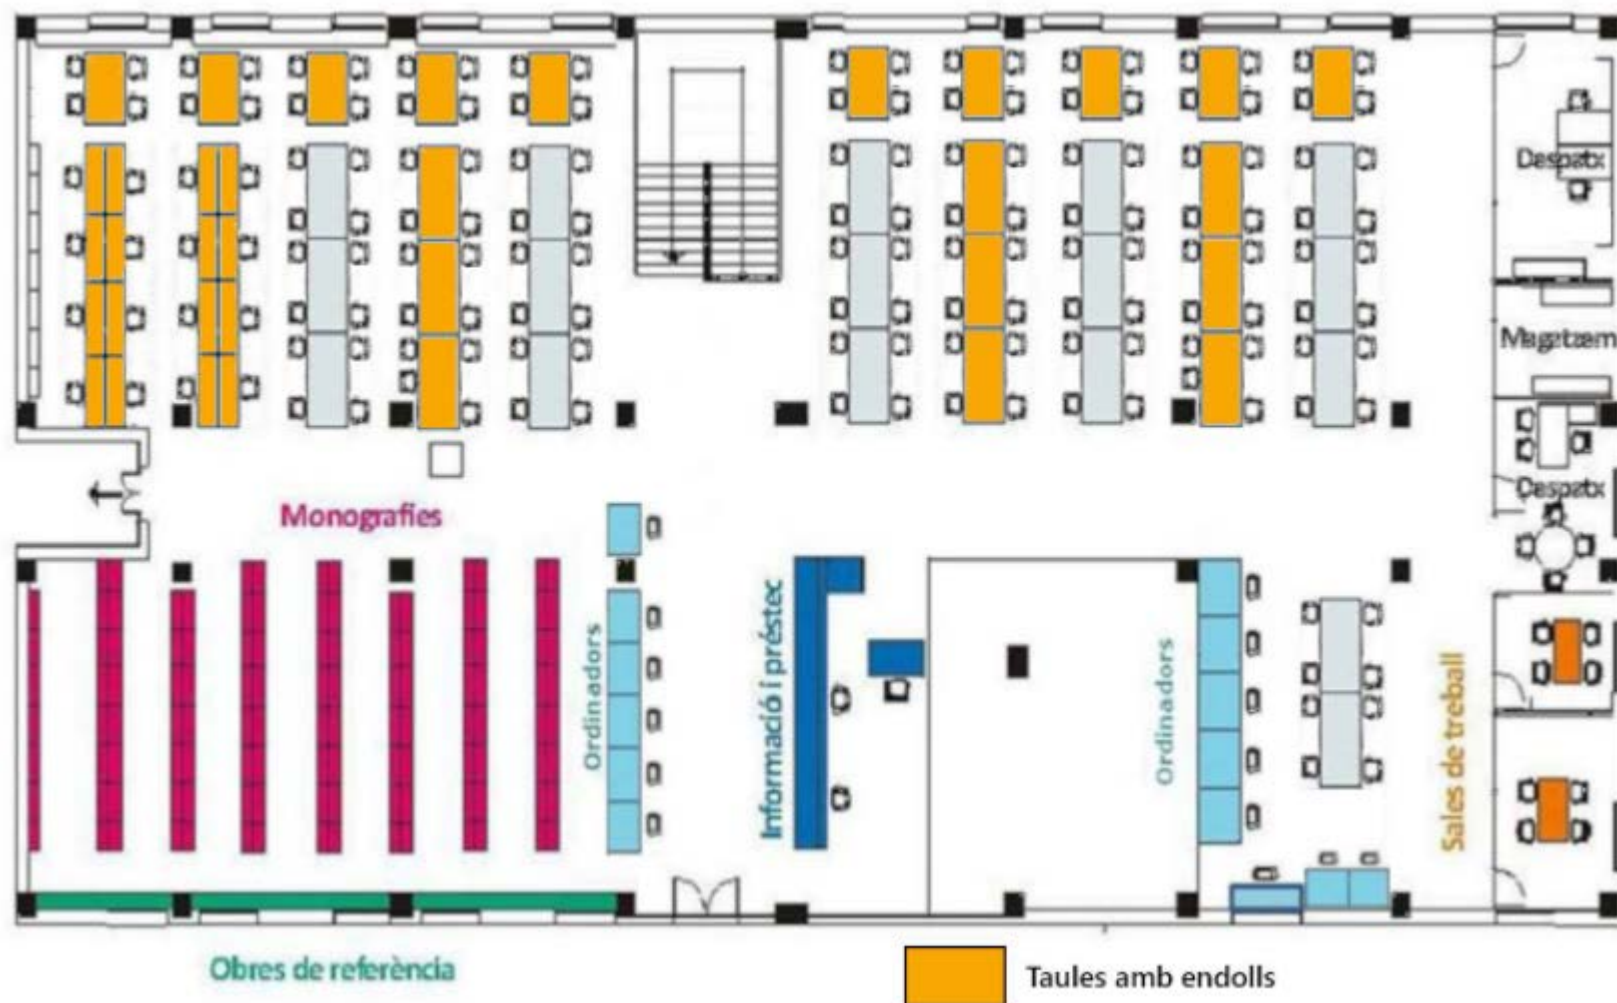 Despatx
Magatzem
Despatx
Monografies
Ordinadors
Informació i préstec
Ordinadors
Sales de treball
Obres de referència
Taules amb endolls